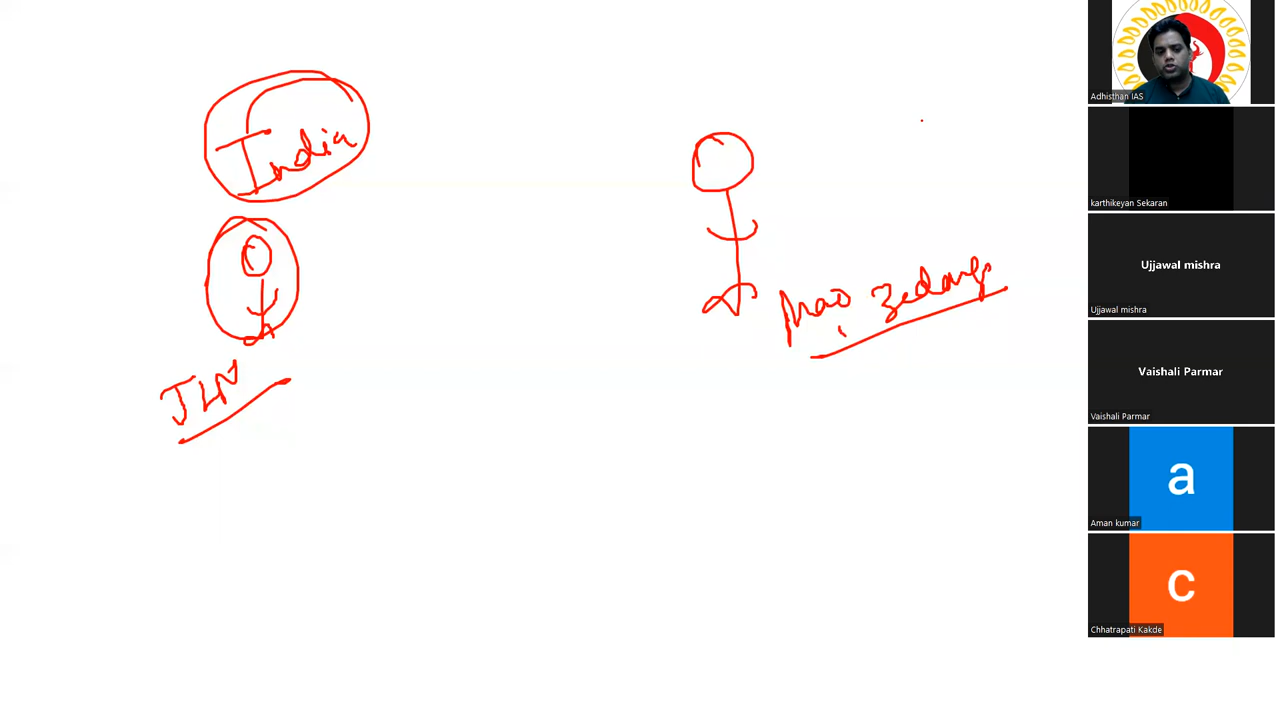 India
JLN
Mao Zedong
Adhisthan IAS
karthikeyan Sekaran
Ujjawal mishra
Ujjawal mishra
Vaishali Parmar
Vaishali Parmar
a
Aman kumar
c
Chhatrapati Kakde